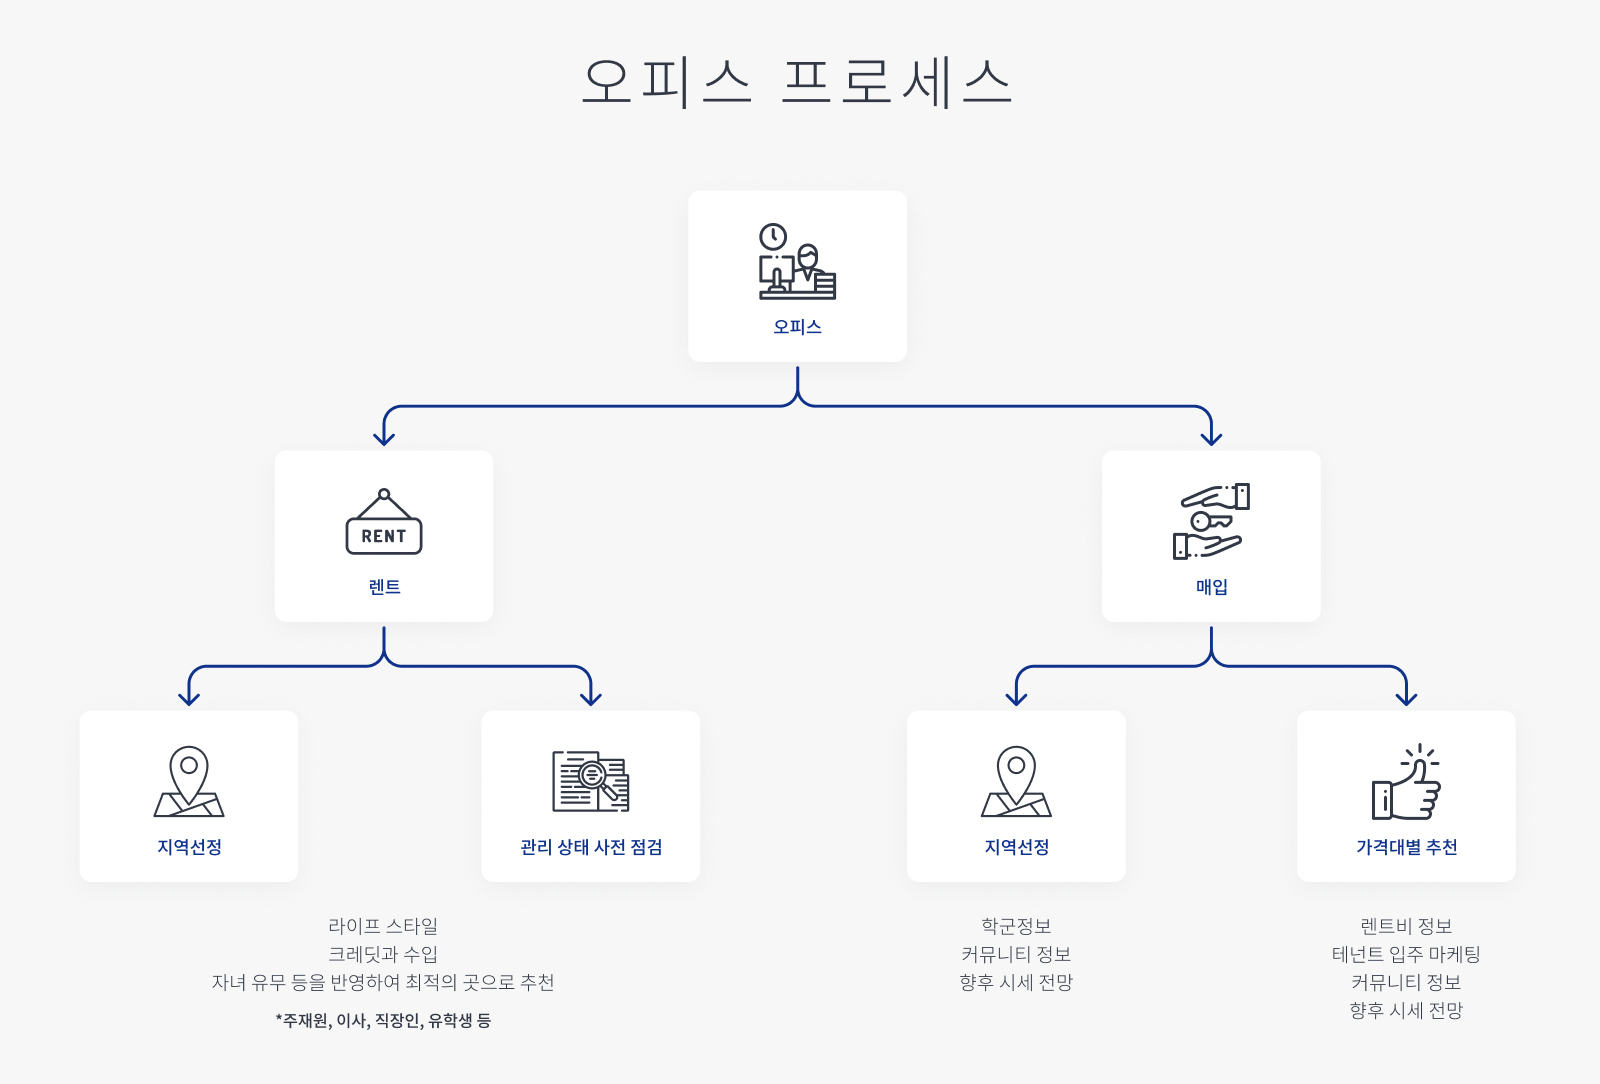 오피스 프로세스
오피스
RENT
렌트
매입
지역선정
관리 상태 사전 점검
지역선정
가격대별 추천
라이프 스타일
크레딧과 수입
자녀 유무 등을 반영하여 최적의 곳으로 추천
*주재원, 이사, 직장인, 유학생 등
학군정보
커뮤니티 정보
향후 시세 전망
렌트비 정보
테넌트 입주 마케팅
커뮤니티 정보
향후 시세 전망